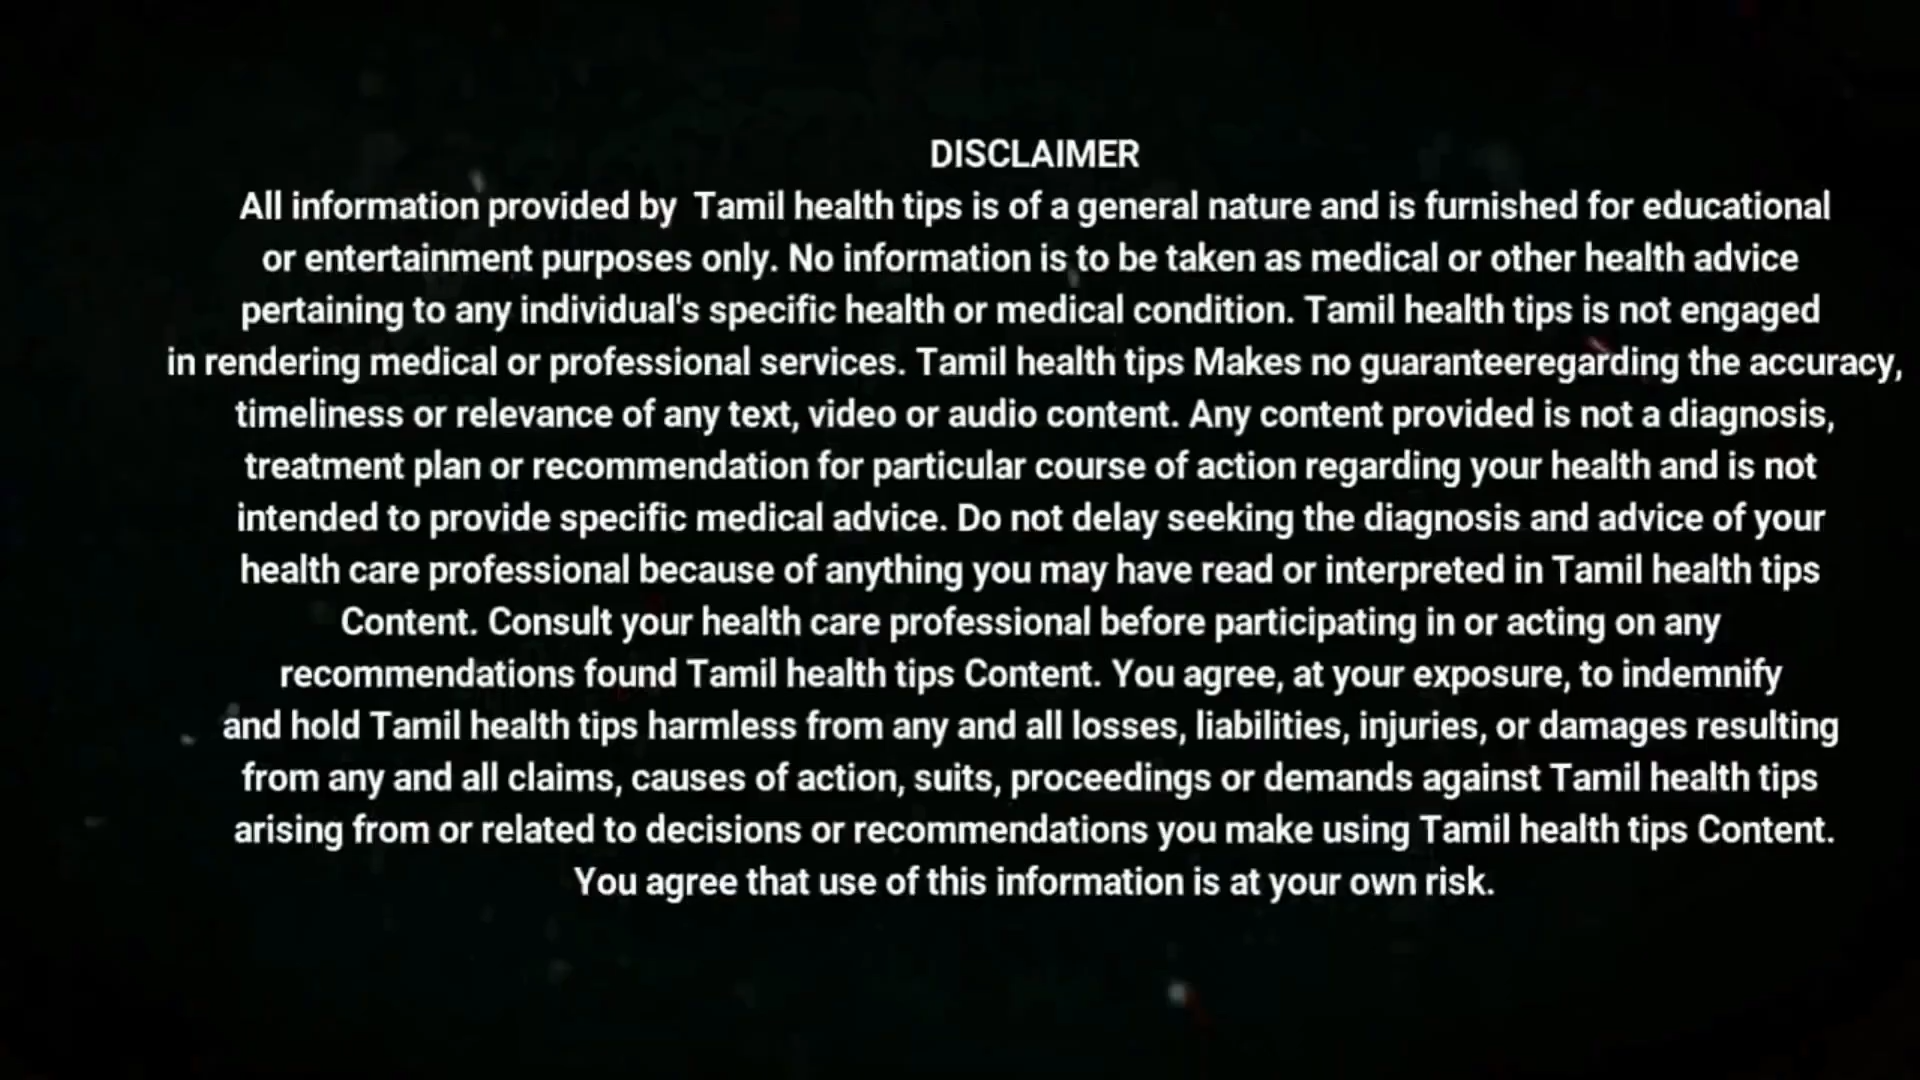 DISCLAIMER
All information provided by  Tamil health tips is of a general nature and is furnished for educational
or entertainment purposes only. No information is to be taken as medical or other health advice
pertaining to any individual's specific health or medical condition. Tamil health tips is not engaged
in rendering medical or professional services. Tamil health tips Makes no guaranteeregarding the accuracy,
timeliness or relevance of any text, video or audio content. Any content provided is not a diagnosis,
treatment plan or recommendation for particular course of action regarding your health and is not
intended to provide specific medical advice. Do not delay seeking the diagnosis and advice of your
health care professional because of anything you may have read or interpreted in Tamil health tips
Content. Consult your health care professional before participating in or acting on any
recommendations found Tamil health tips Content. You agree, at your exposure, to indemnify
and hold Tamil health tips harmless from any and all losses, liabilities, injuries, or damages resulting
from any and all claims, causes of action, suits, proceedings or demands against Tamil health tips
arising from or related to decisions or recommendations you make using Tamil health tips Content.
You agree that use of this information is at your own risk.